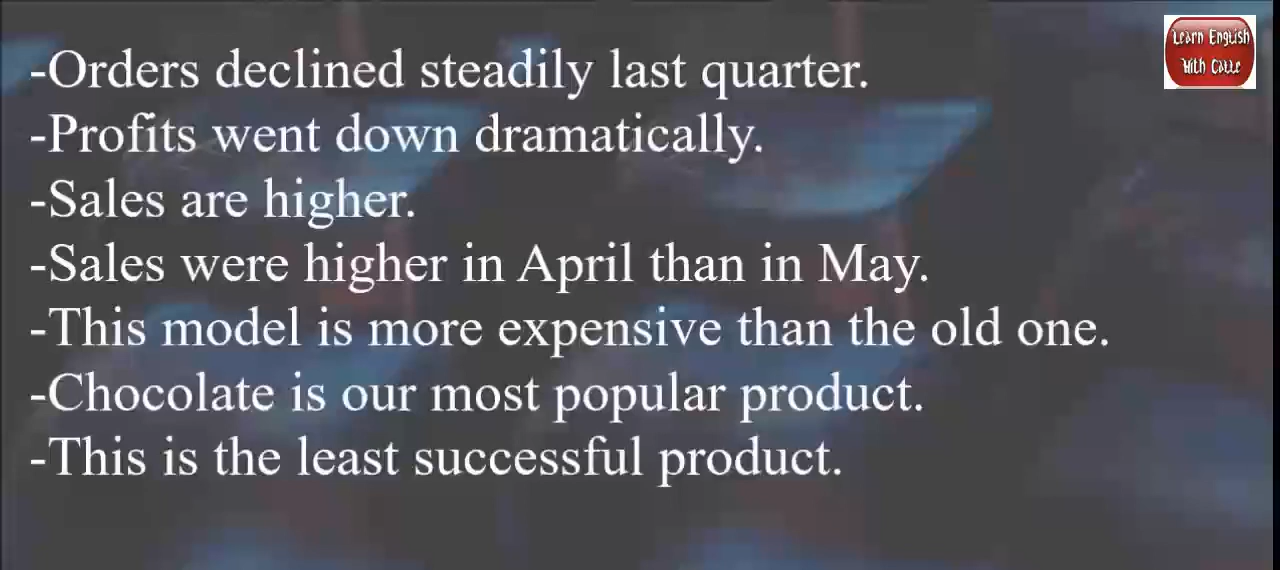 -Orders declined steadily last quarter.
-Profits went down dramatically.
-Sales are higher.
-Sales were higher in April than in May.
-This model is more expensive than the old one.
-Chocolate is our most popular product.
-This is the least successful product.
Learn English
With Catte